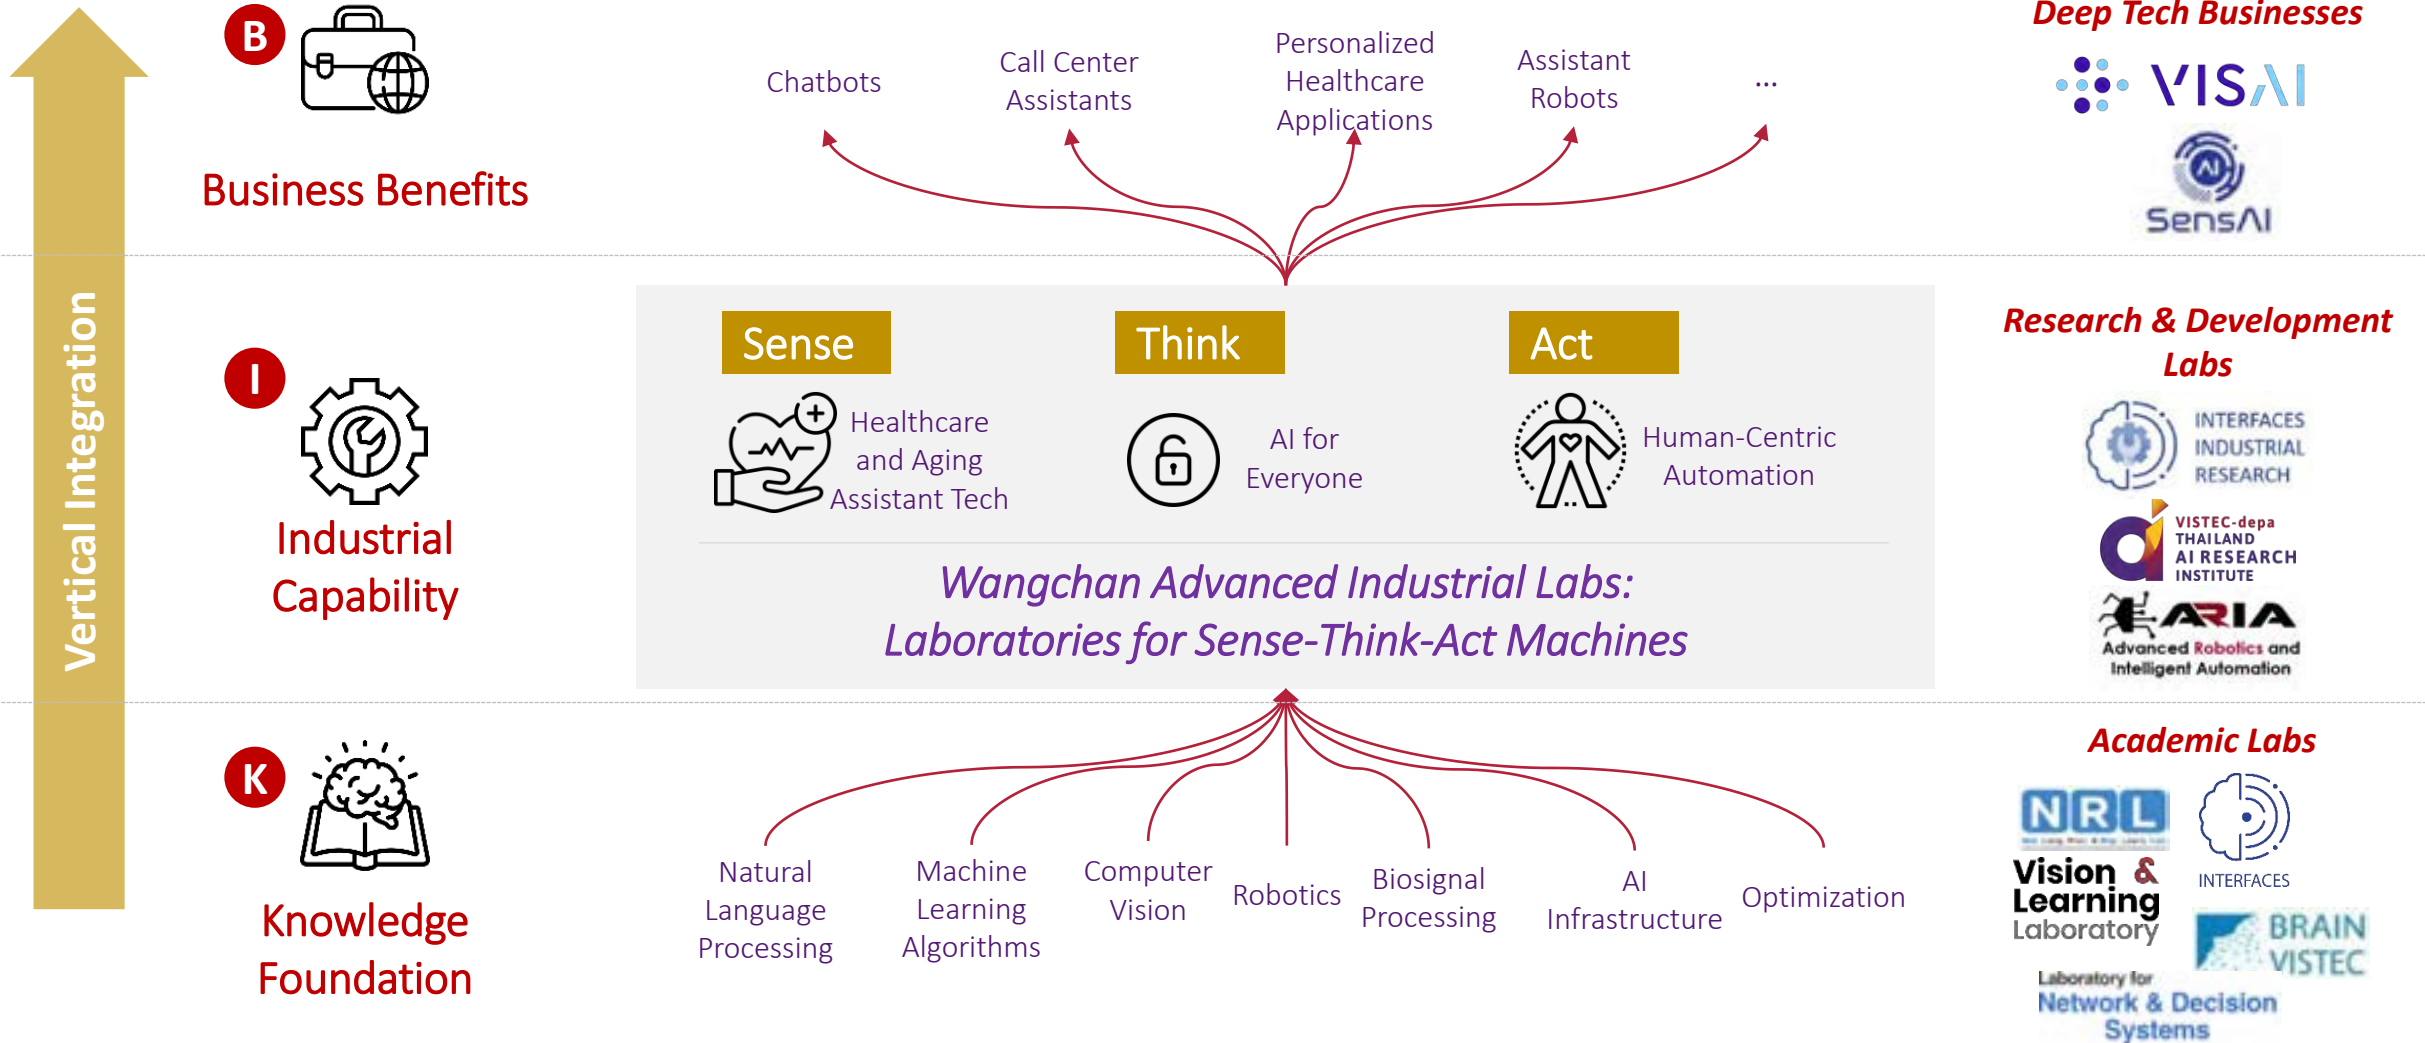 B
Business Benefits
Chatbots
Call Center
Assistants
Personalized
Healthcare
Applications
Assistant
Robots
...
Deep Tech Businesses
VISAI
AI
SensAI
Vertical Integration
I
Industrial
Capability
Sense
Healthcare
and Aging
Assistant Tech
Think
AI for
Everyone
Act
Human-Centric
Automation
Wangchan Advanced Industrial Labs:
Laboratories for Sense-Think-Act Machines
Research & Development
Labs
INTERFACES
INDUSTRIAL
RESEARCH
VISTEC-depa
THAILAND
AI RESEARCH
INSTITUTE
ARIA
Advanced Robotics and
Intelligent Automation
K
Knowledge
Foundation
Natural
Language
Processing
Machine
Learning
Algorithms
Computer
Vision
Robotics
Biosignal
Processing
AI
Infrastructure
Optimization
Academic Labs
NRL
INTERFACES
Vision &
Learning
Laboratory
BRAIN
VISTEC
Laboratory for
Network & Decision
Systems